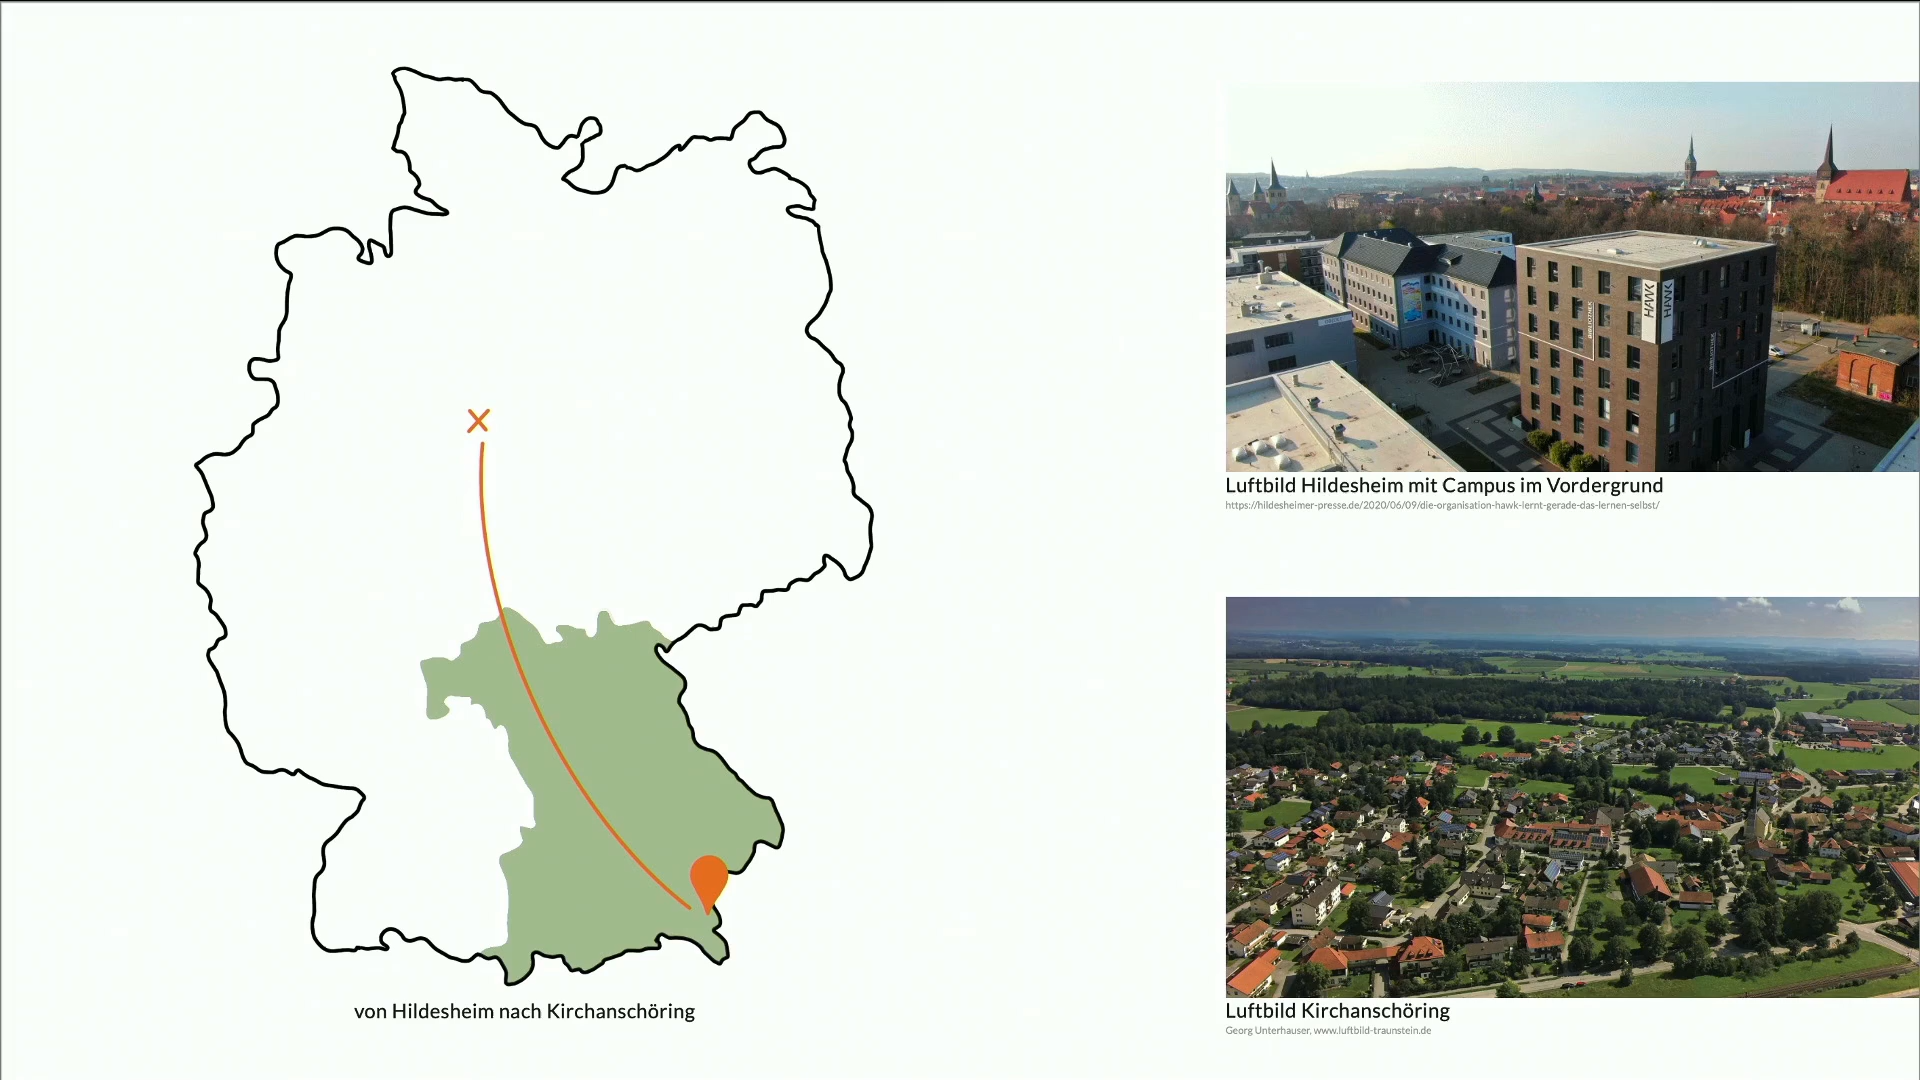 HAWK
HAWK
BIBLIOTHEK
Luftbild Hildesheim mit Campus im Vordergrund
https://hildesheimer-presse.de/2020/06/09/die-organisation-hawk-lernt-gerade-das-lernen-selbst/
von Hildesheim nach Kirchanschöring
Luftbild Kirchanschöring
Georg Unterhauser, www.luftbild-traunstein.de